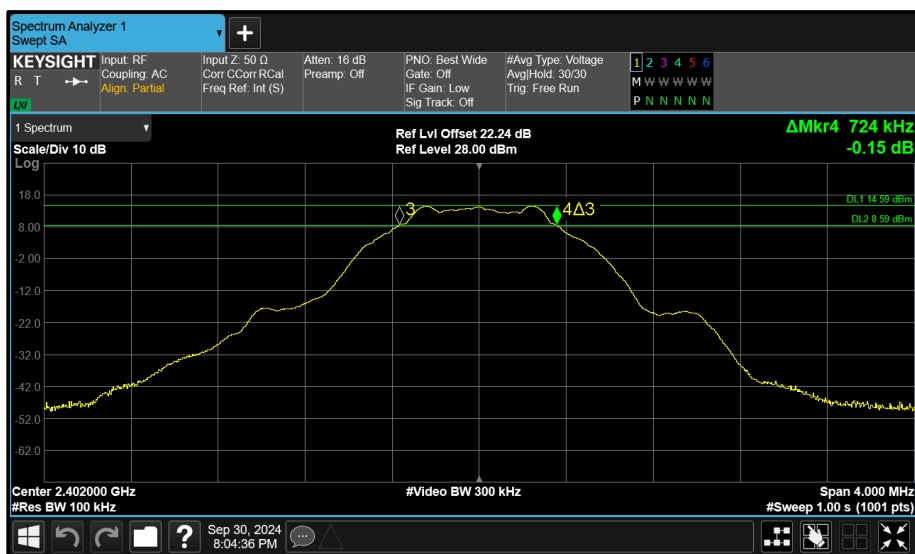 Spectrum Analyzer 1
Swept SA
KEYSIGHT
R T
LXI
Input: RF
Coupling: AC
Align: Partial
Input Z: 50 Ω
Corr CCorr RCal
Freq Ref: Int (S)
Atten: 16 dB
Preamp: Off
PNO: Best Wide
Gate: Off
IF Gain: Low
Sig Track: Off
#Avg Type: Voltage
Avg|Hold: 30/30
Trig: Free Run
1 2 3 4 5 6
M W W W W W
P N N N N N
1 Spectrum
Scale/Div 10 dB
Log
Ref Lvl Offset 22.24 dB
Ref Level 28.00 dBm
ΔMkr4 724 kHz
-0.15 dB
18.0
8.00
-2.00
-12.0
-22.0
-32.0
-42.0
-52.0
-62.0
3
4Δ3
DL1 14.59 dBm
DL2 8.59 dBm
Center 2.402000 GHz
#Res BW 100 kHz
#Video BW 300 kHz
Span 4.000 MHz
#Sweep 1.00 s (1001 pts)
?
Sep 30, 2024
8:04:36 PM